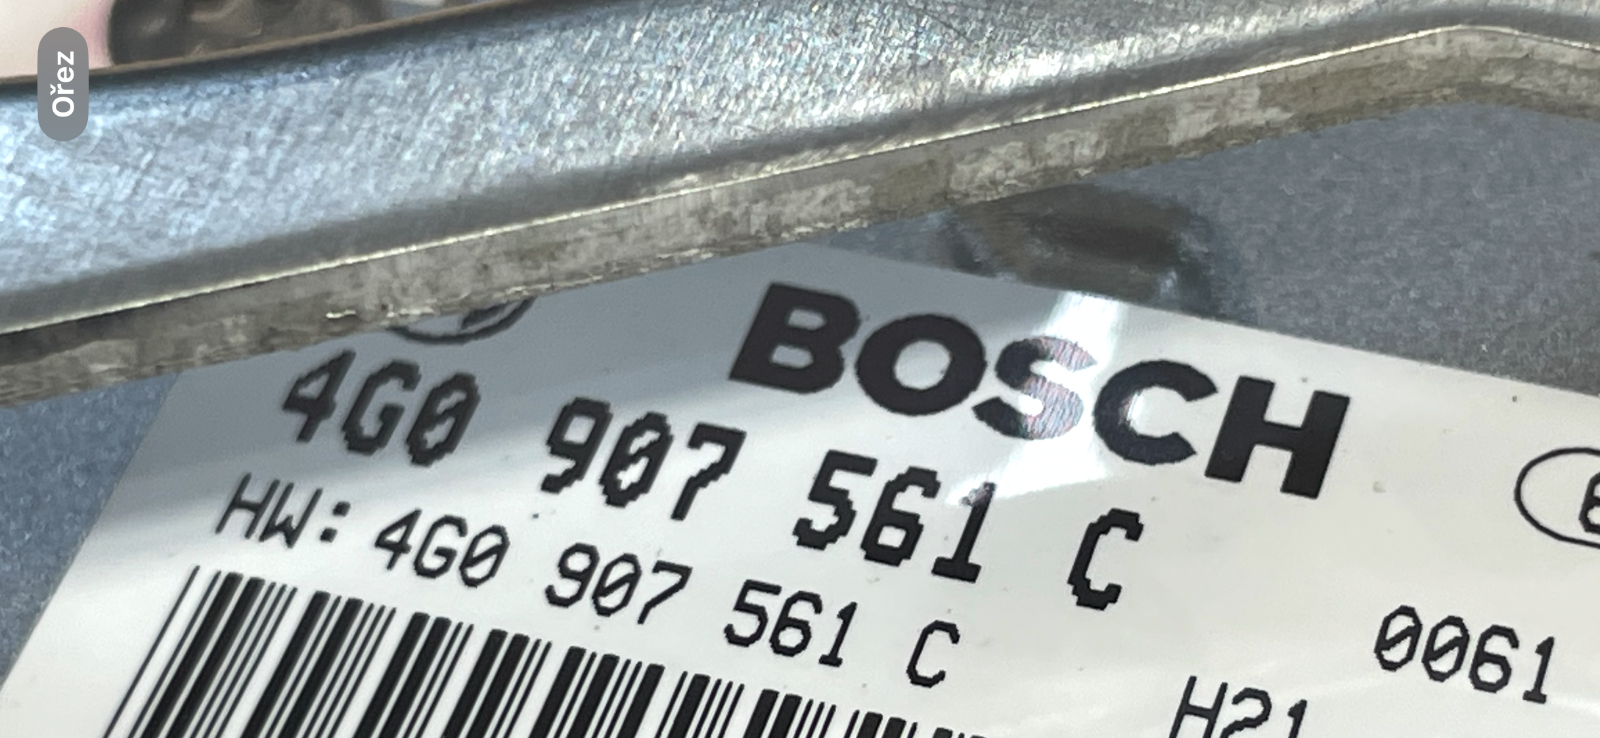 Ořez
BOSCH
4G0 907 561 C
HW: 4G0 907 561 C
0061
H21